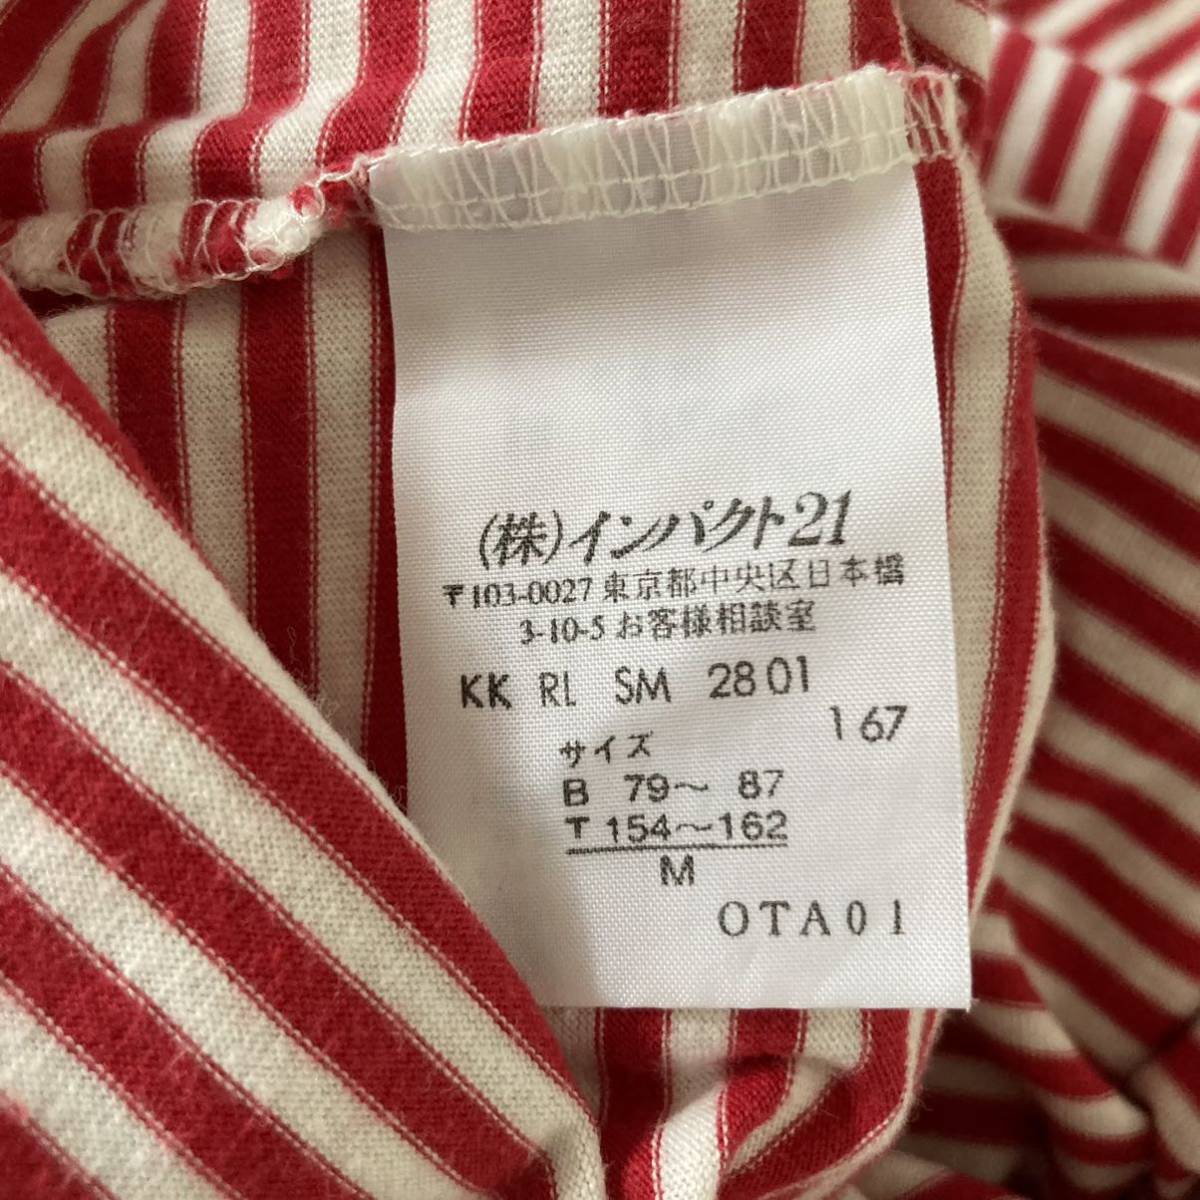 (株)インパクト21
〒103-0027 東京都中央区日本橋
3-10-5 お客様相談室
KK RL SM 2801
167
サイズ
B 79〜 87
T 154〜162
M
OTA01